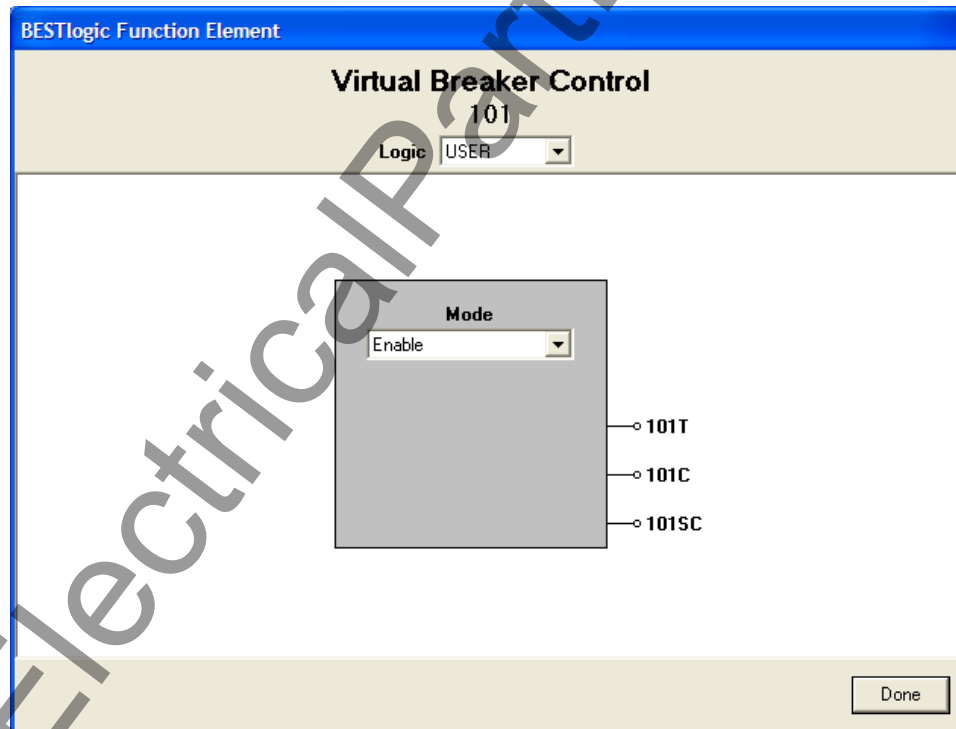 BESTlogic Function Element
Virtual Breaker Control
101
Logic USER
Mode
Enable
101T
101C
101SC
Done